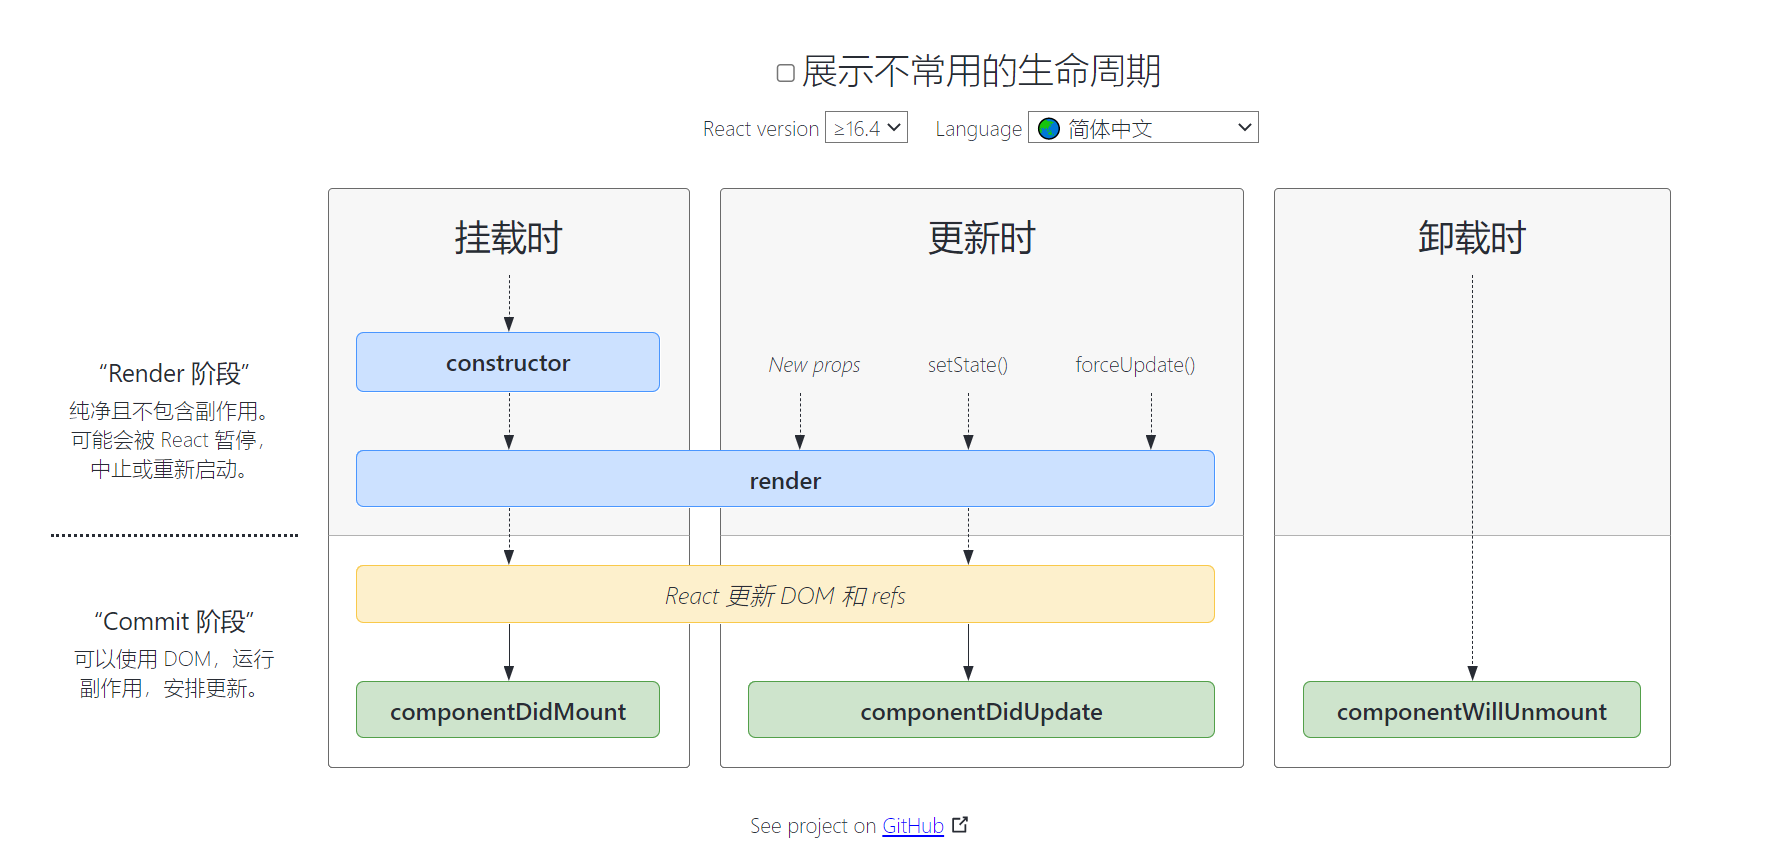 展示不常用的生命周期
React version ≥16.4 Language 简体中文
挂载时
更新时
卸载时
“Render 阶段”
纯净且不包含副作用。
可能会被 React 暂停，
中止或重新启动。
constructor
New props
setState()
forceUpdate()
render
“Commit 阶段”
可以使用 DOM，运行
副作用，安排更新。
React 更新 DOM 和 refs
componentDidMount
componentDidUpdate
componentWillUnmount
See project on GitHub